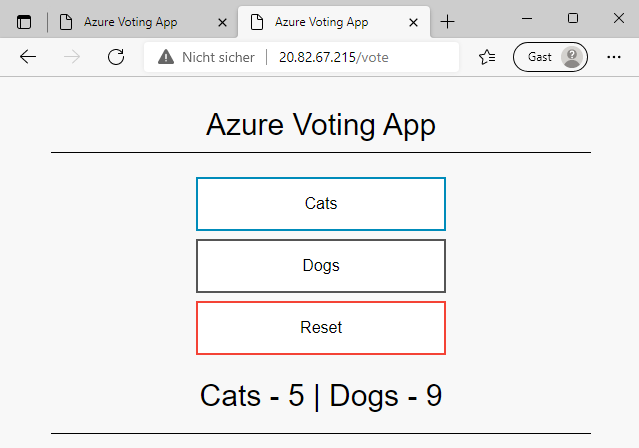 Azure Voting App
Azure Voting App
Nicht sicher 20.82.67.215/vote
Gast
Azure Voting App
Cats
Dogs
Reset
Cats - 5 | Dogs - 9